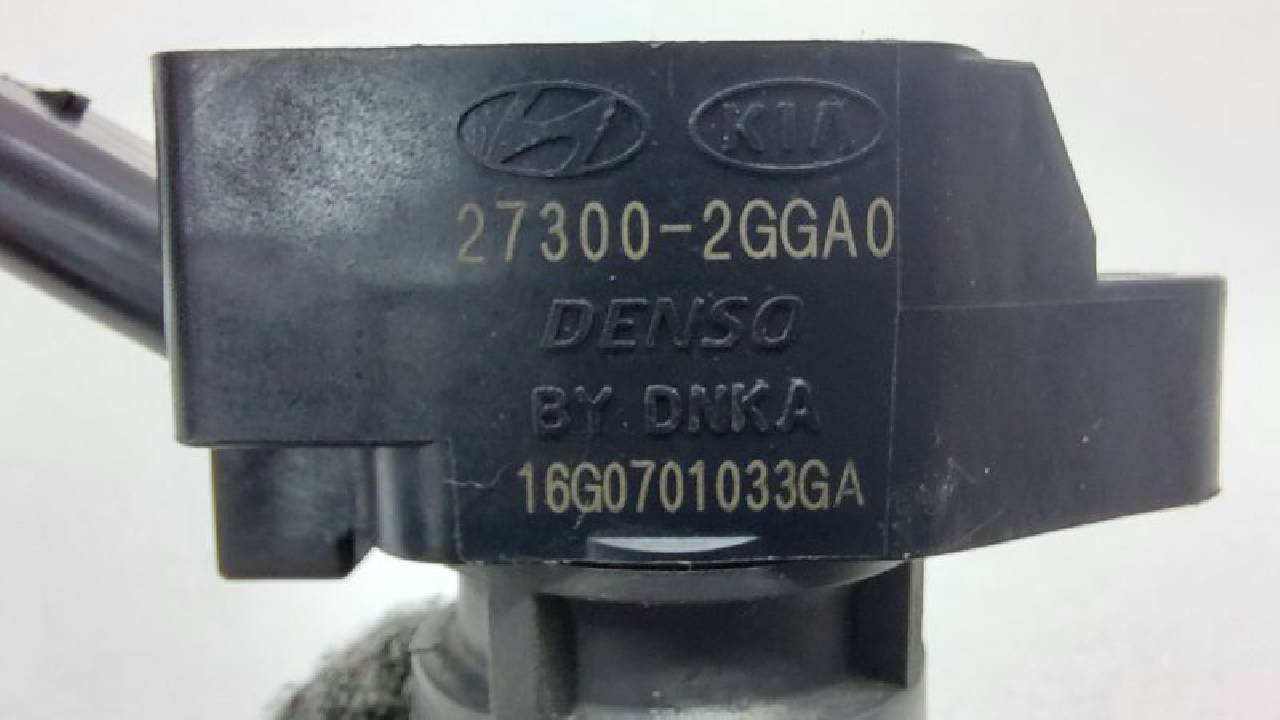 KIA
27300-2GGA0
DENSO
BY DNKA
16G0701033GA